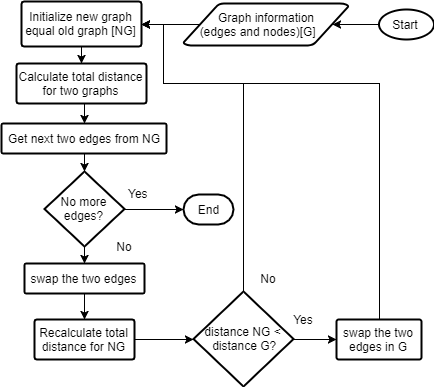 Start
Graph information
(edges and nodes)[G]
Initialize new graph
equal old graph [NG]
Calculate total distance
for two graphs
Get next two edges from NG
No more
edges?
Yes
End
No
swap the two edges
Recalculate total
distance for NG
distance NG <
distance G?
No
Yes
swap the two
edges in G